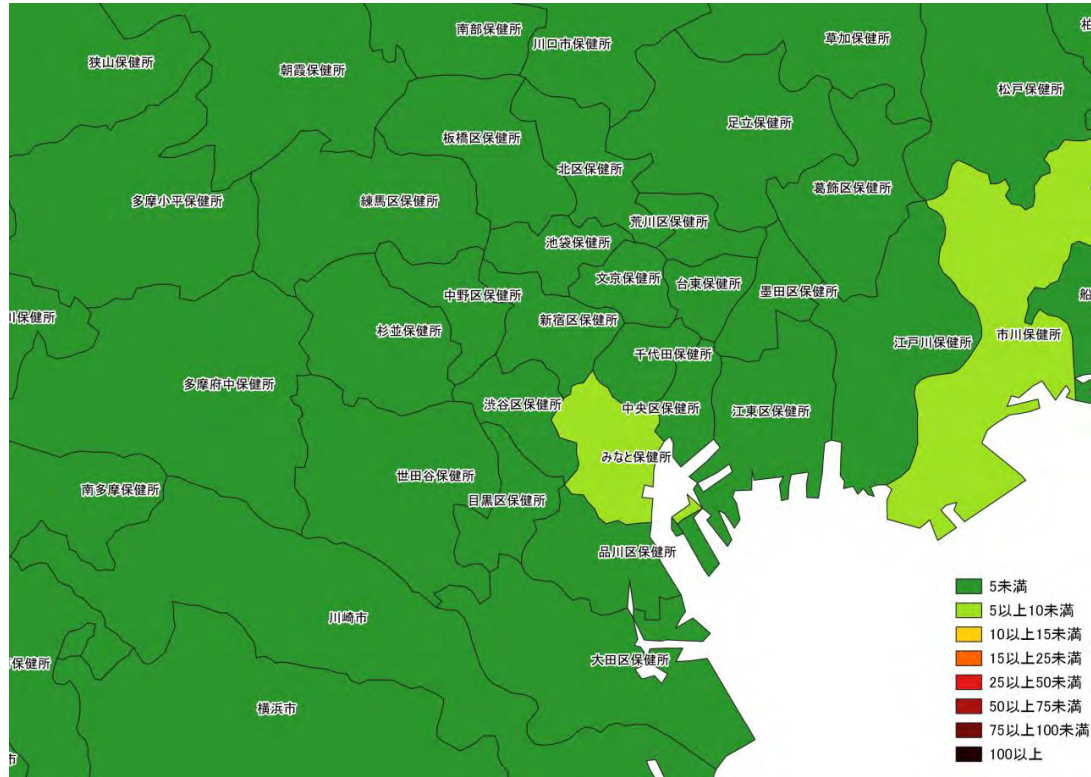 南部保健所
川口市保健所
草加保健所
柏
狭山保健所
朝霞保健所
松戸保健所
足立保健所
板橋区保健所
北区保健所
葛飾区保健所
多摩小平保健所
練馬区保健所
荒川区保健所
池袋保健所
文京保健所
台東保健所
中野区保健所
墨田区保健所
船
川保健所
杉並保健所
新宿区保健所
江戸川保健所
市川保健所
千代田保健所
多摩府中保健所
渋谷区保健所
中央区保健所
江東区保健所
みなと保健所
世田谷保健所
南多摩保健所
目黒区保健所
品川区保健所
川崎市
大田区保健所
保健所
横浜市
市
5未満
5以上10未満
10以上15未満
15以上25未満
25以上50未満
50以上75未満
75以上100未満
100以上